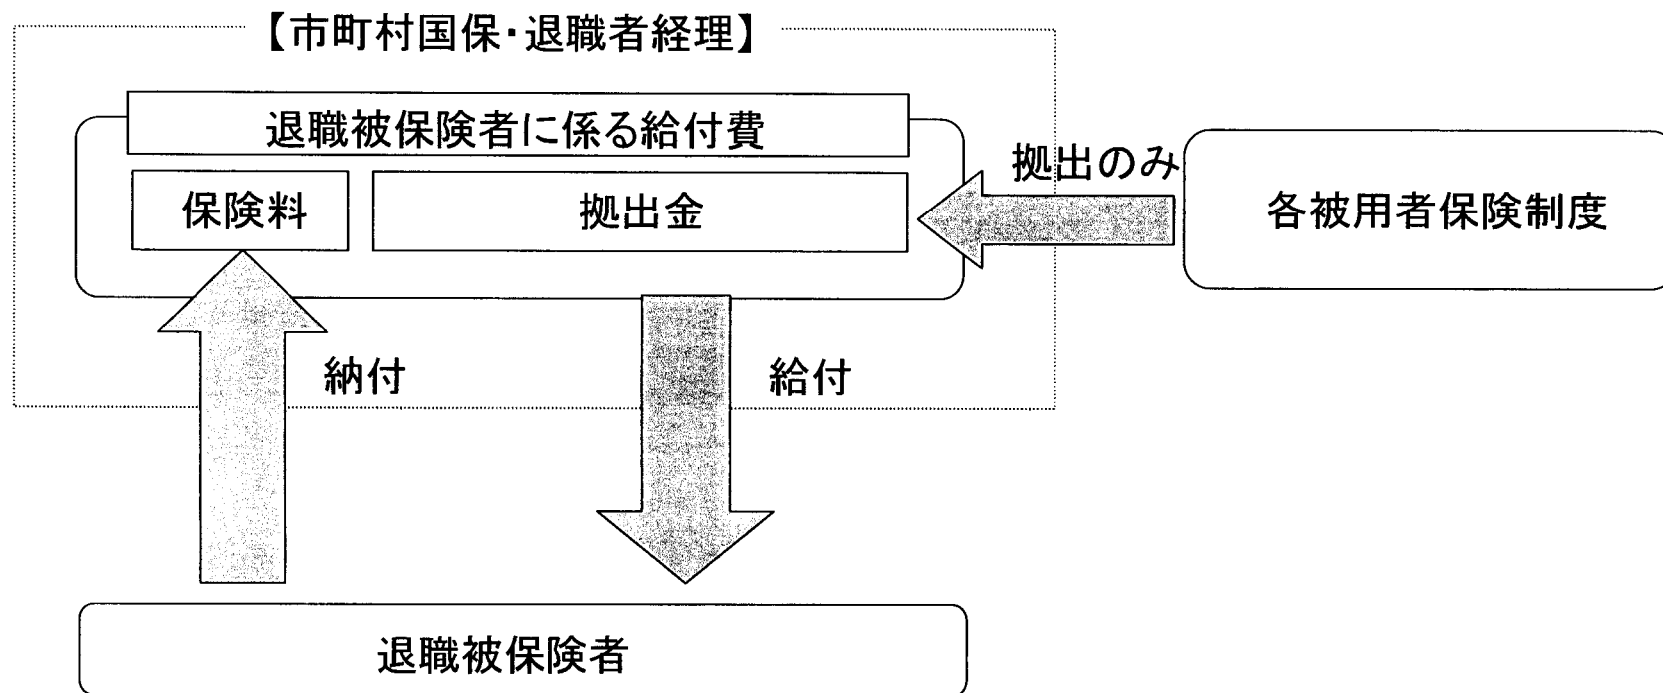 【市町村国保・退職者経理】
退職被保険者に係る給付費
保険料
拠出金
拠出のみ
各被用者保険制度
納付
給付
退職被保険者